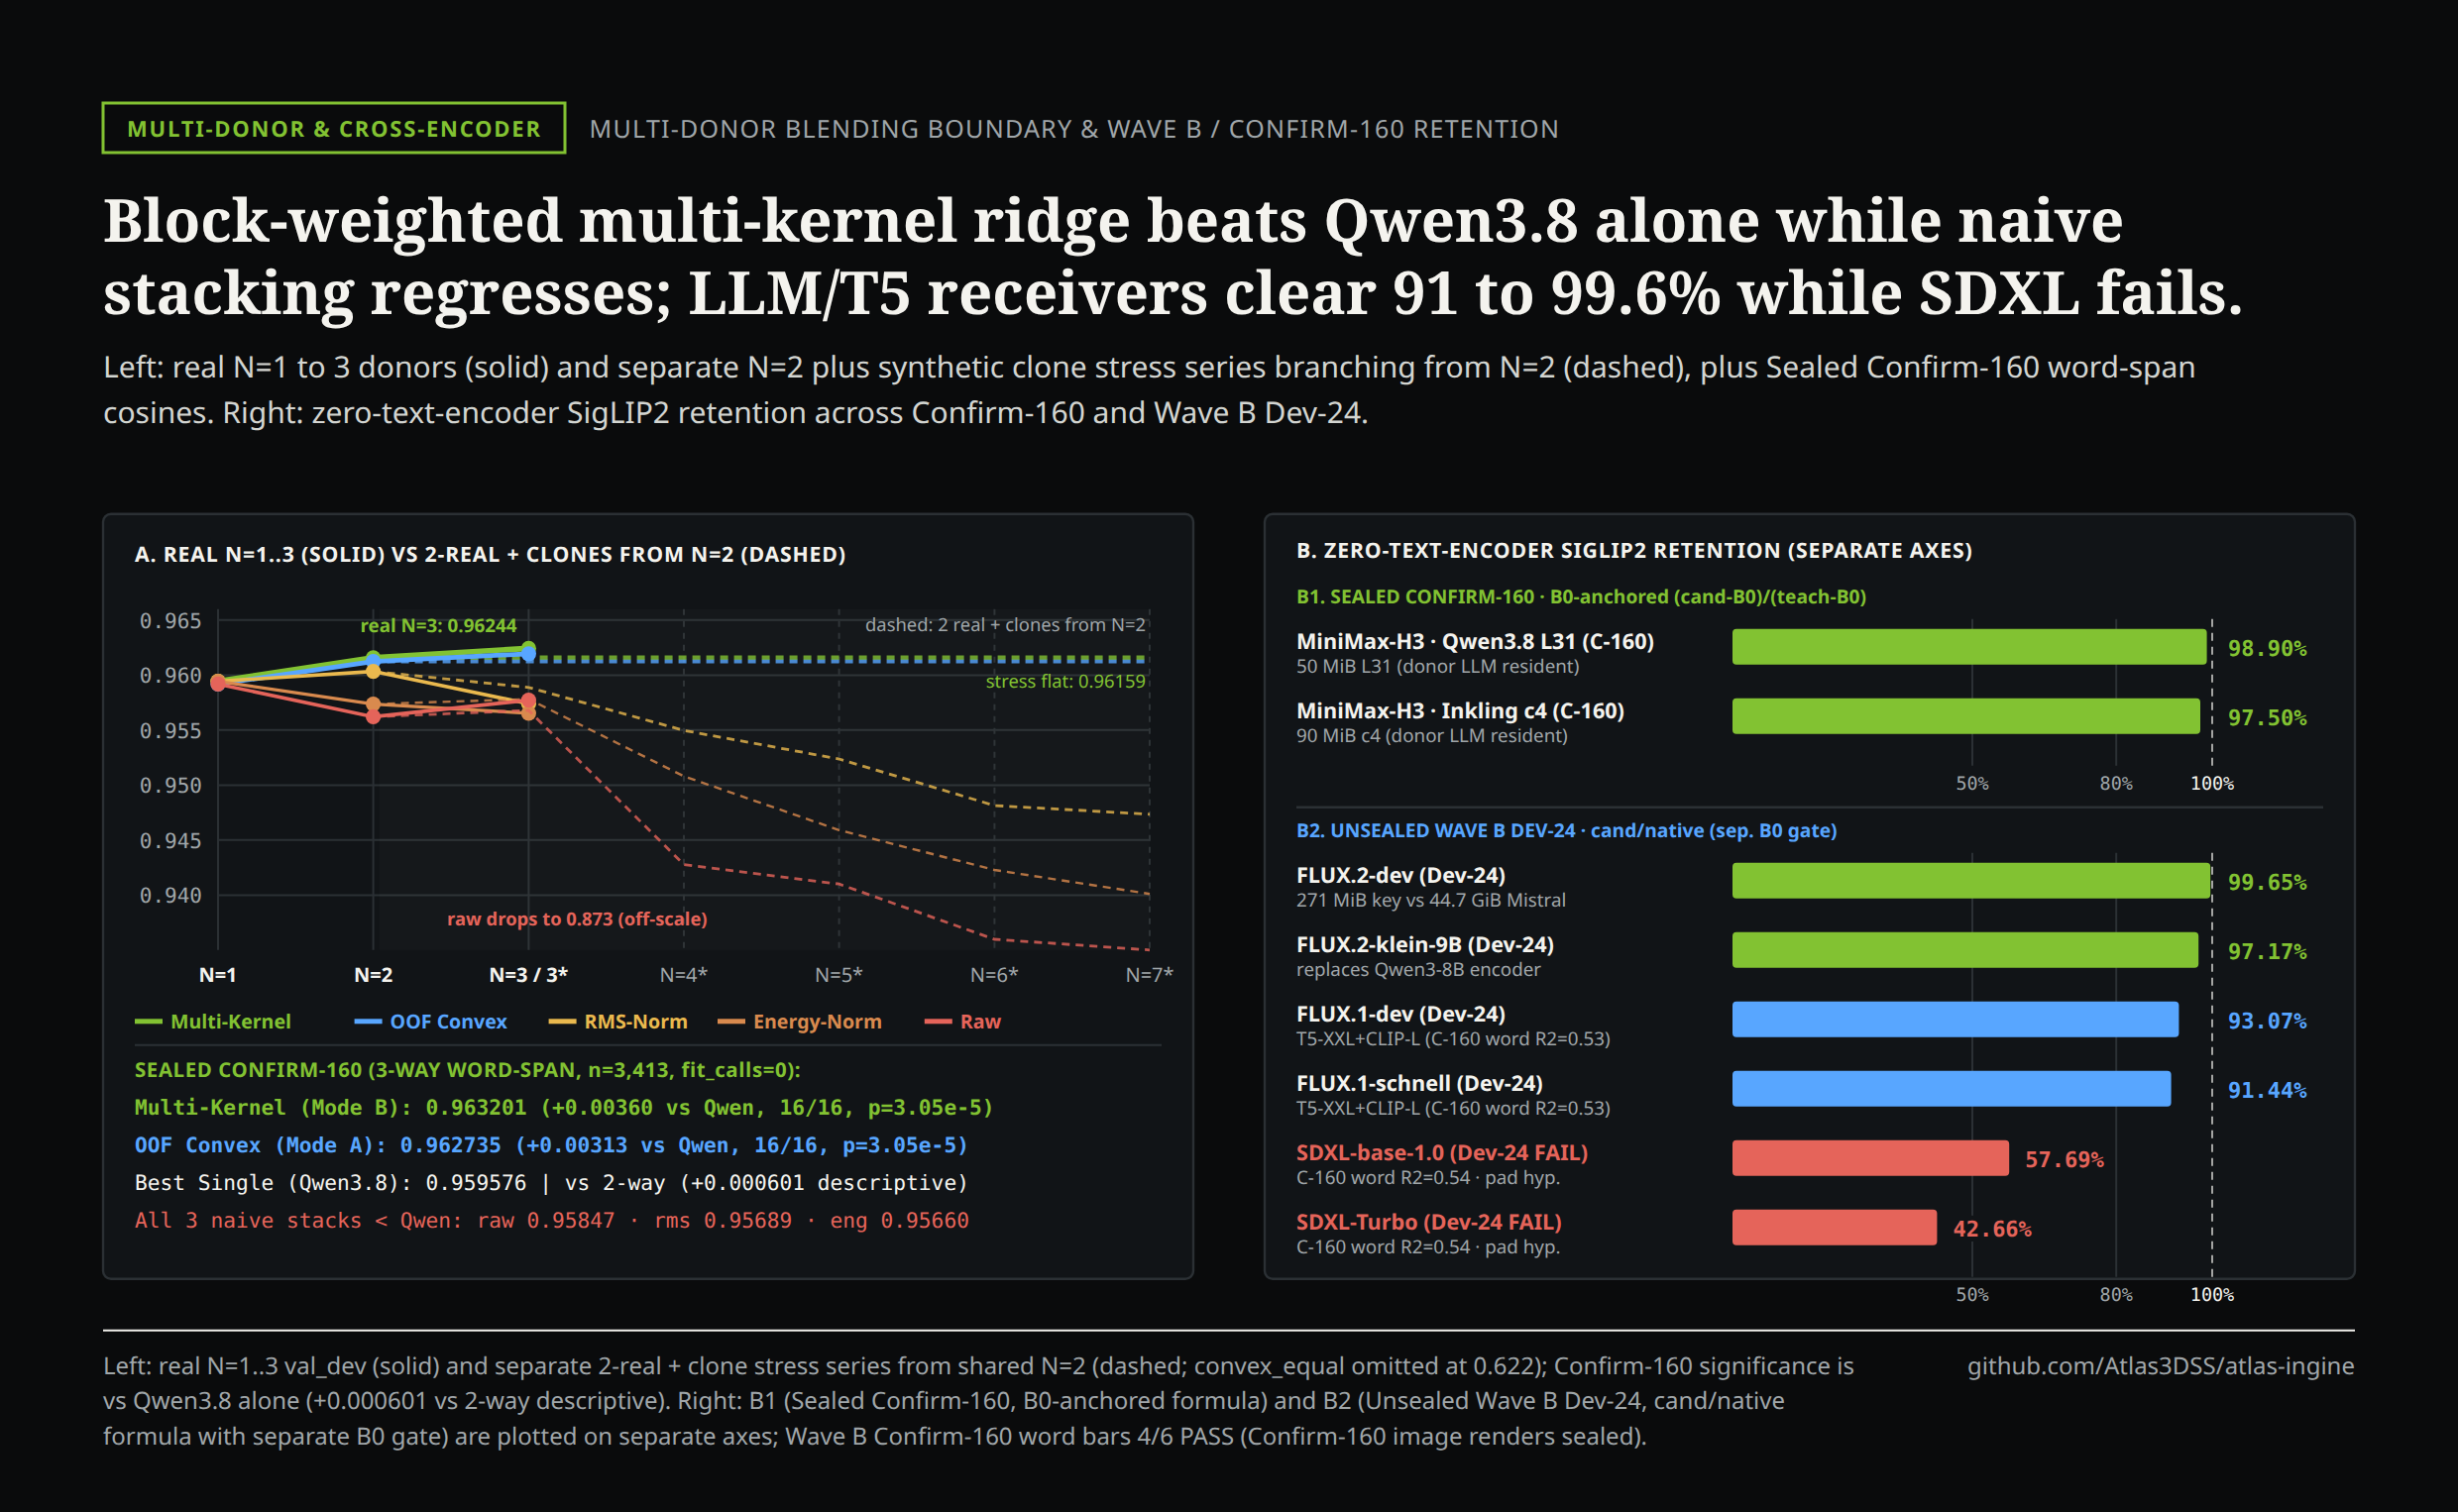 MULTI-DONOR & CROSS-ENCODER
MULTI-DONOR BLENDING BOUNDARY & WAVE B / CONFIRM-160 RETENTION
Block-weighted multi-kernel ridge beats Qwen3.8 alone while naive
stacking regresses; LLM/T5 receivers clear 91 to 99.6% while SDXL fails.
Left: real N=1 to 3 donors (solid) and separate N=2 plus synthetic clone stress series branching from N=2 (dashed), plus Sealed Confirm-160 word-span
cosines. Right: zero-text-encoder SigLIP2 retention across Confirm-160 and Wave B Dev-24.
A. REAL N=1..3 (SOLID) VS 2-REAL + CLONES FROM N=2 (DASHED)
0.965
0.960
0.955
0.950
0.945
0.940
real N=3: 0.96244
dashed: 2 real + clones from N=2
stress flat: 0.96159
raw drops to 0.873 (off-scale)
N=1
N=2
N=3 / 3*
N=4*
N=5*
N=6*
N=7*
Multi-Kernel
OOF Convex
RMS-Norm
Energy-Norm
Raw
SEALED CONFIRM-160 (3-WAY WORD-SPAN, n=3,413, fit_calls=0):
Multi-Kernel (Mode B): 0.963201 (+0.00360 vs Qwen, 16/16, p=3.05e-5)
OOF Convex (Mode A): 0.962735 (+0.00313 vs Qwen, 16/16, p=3.05e-5)
Best Single (Qwen3.8): 0.959576 | vs 2-way (+0.000601 descriptive)
All 3 naive stacks < Qwen: raw 0.95847 · rms 0.95689 · eng 0.95660
B. ZERO-TEXT-ENCODER SIGLIP2 RETENTION (SEPARATE AXES)
B1. SEALED CONFIRM-160 · B0-anchored (cand-B0)/(teach-B0)
MiniMax-H3 · Qwen3.8 L31 (C-160)
50 MiB L31 (donor LLM resident)
98.90%
MiniMax-H3 · Inkling c4 (C-160)
90 MiB c4 (donor LLM resident)
97.50%
50%
80%
100%
B2. UNSEALED WAVE B DEV-24 · cand/native (sep. B0 gate)
FLUX.2-dev (Dev-24)
271 MiB key vs 44.7 GiB Mistral
99.65%
FLUX.2-klein-9B (Dev-24)
replaces Qwen3-8B encoder
97.17%
FLUX.1-dev (Dev-24)
T5-XXL+CLIP-L (C-160 word R2=0.53)
93.07%
FLUX.1-schnell (Dev-24)
T5-XXL+CLIP-L (C-160 word R2=0.53)
91.44%
SDXL-base-1.0 (Dev-24 FAIL)
C-160 word R2=0.54 · pad hyp.
57.69%
SDXL-Turbo (Dev-24 FAIL)
C-160 word R2=0.54 · pad hyp.
42.66%
50%
80%
100%
Left: real N=1..3 val_dev (solid) and separate 2-real + clone stress series from shared N=2 (dashed; convex_equal omitted at 0.622); Confirm-160 significance is
vs Qwen3.8 alone (+0.000601 vs 2-way descriptive). Right: B1 (Sealed Confirm-160, B0-anchored formula) and B2 (Unsealed Wave B Dev-24, cand/native
formula with separate B0 gate) are plotted on separate axes; Wave B Confirm-160 word bars 4/6 PASS (Confirm-160 image renders sealed).
github.com/Atlas3DSS/atlas-ingine